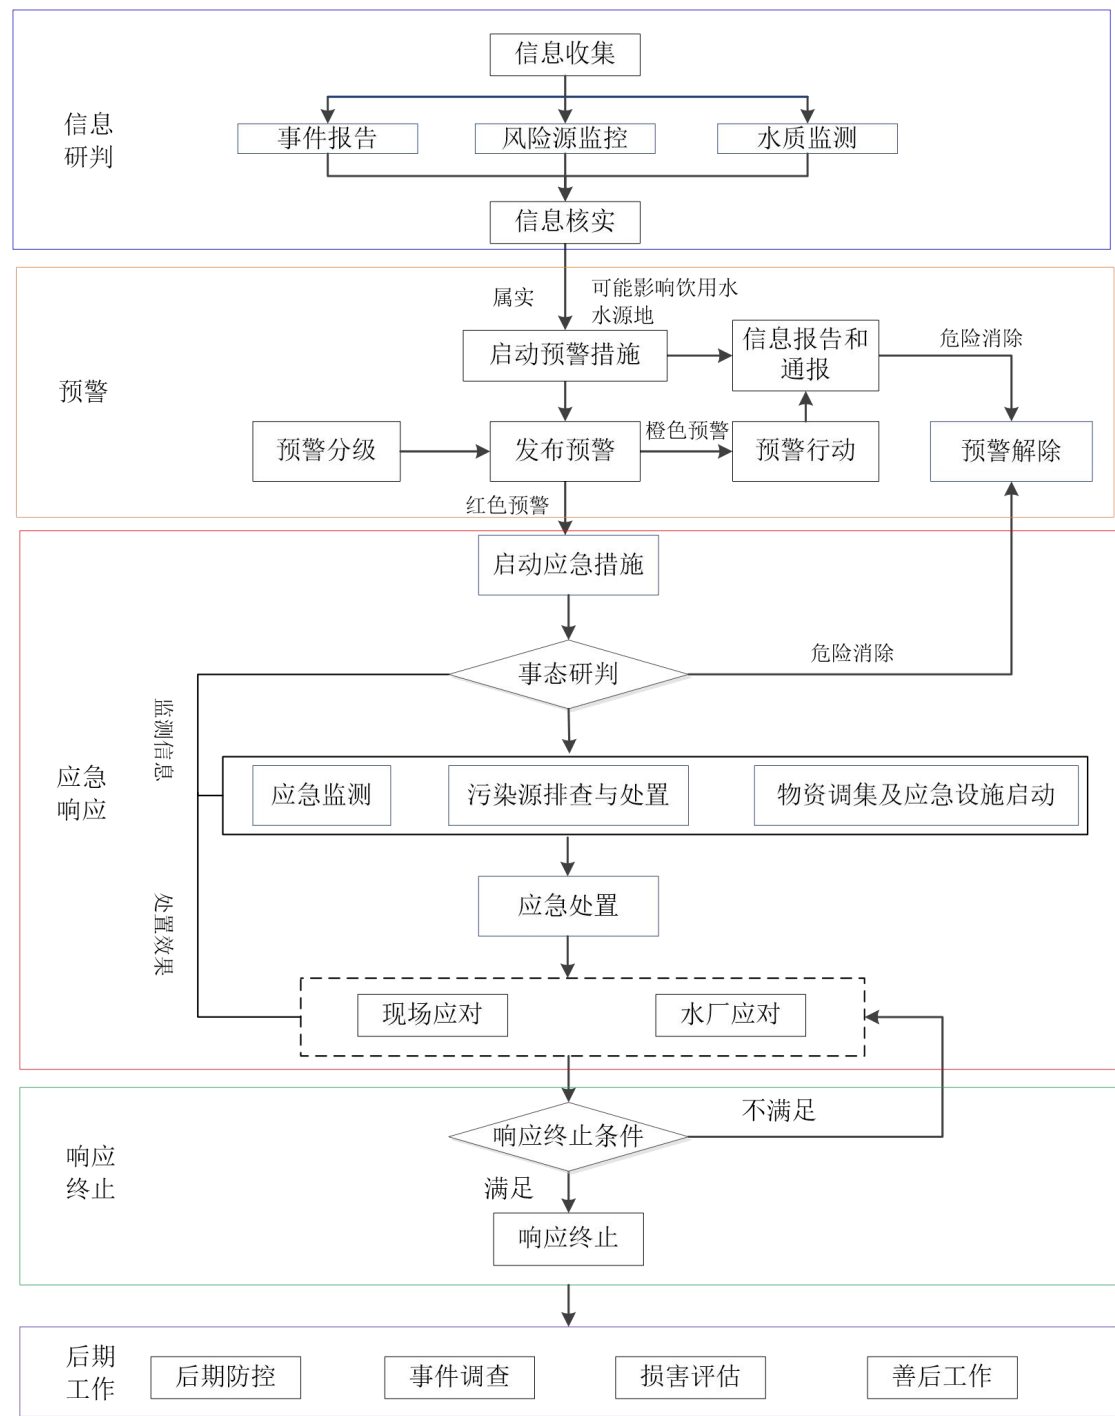 信息收集
信息
研判
事件报告
风险源监控
水质监测
信息核实
属实
可能影响饮用水
水源地
启动预警措施
信息报告和
通报
危险消除
预警
预警分级
发布预警
橙色预警
预警行动
预警解除
红色预警
启动应急措施
事态研判
危险消除
监测信息
应急
响应
应急监测
污染源排查与处置
物资调集及应急设施启动
应急处置
处置效果
现场应对
水厂应对
响应
终止
响应终止条件
不满足
满足
响应终止
后期
工作
后期防控
事件调查
损害评估
善后工作